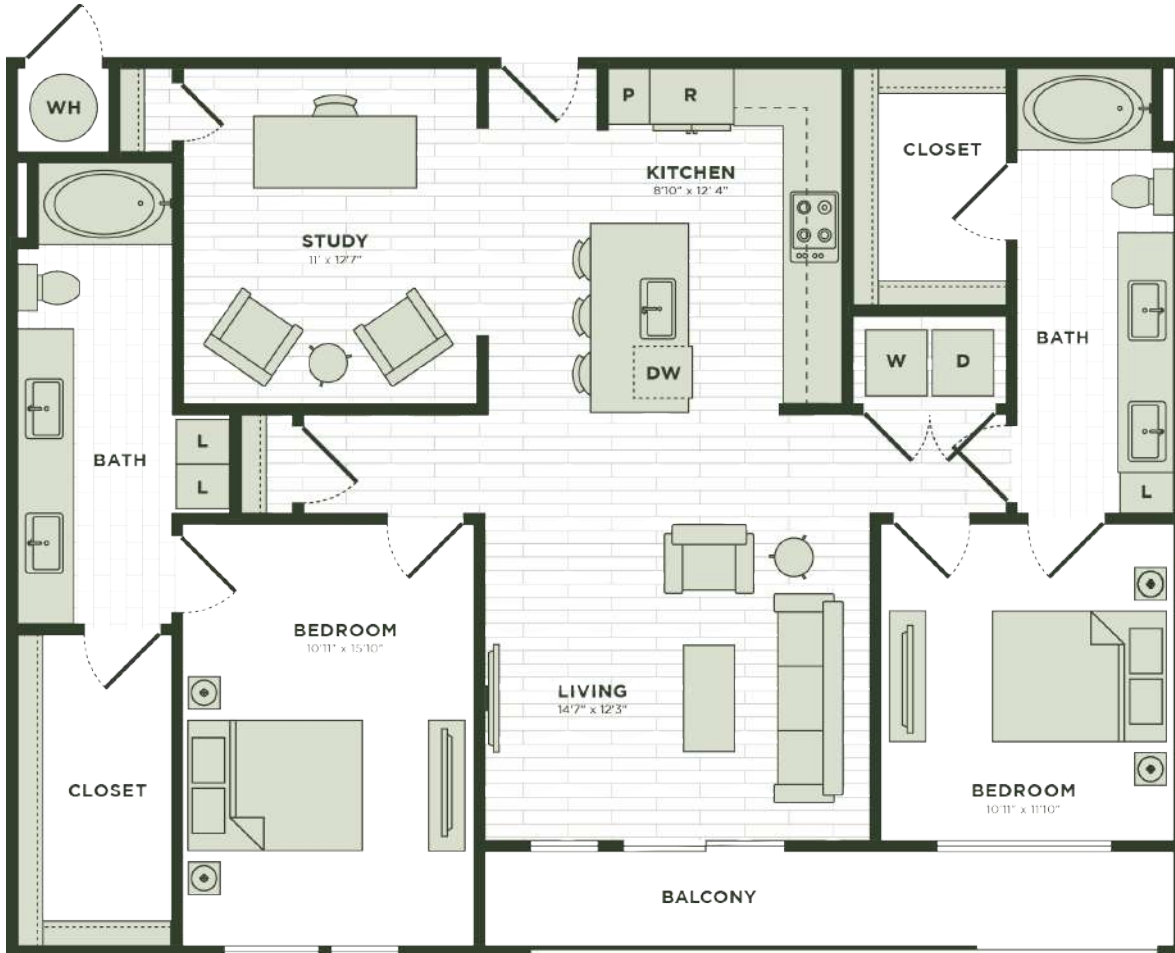 WH
P
R
CLOSET
KITCHEN
8'10" x 12' 4"
STUDY
11' x 12'7"
BATH
W
D
DW
L
BATH
L
L
BEDROOM
10'11" x 15'10"
LIVING
14'7" x 12'3"
CLOSET
BEDROOM
10'11" x 11'10"
BALCONY